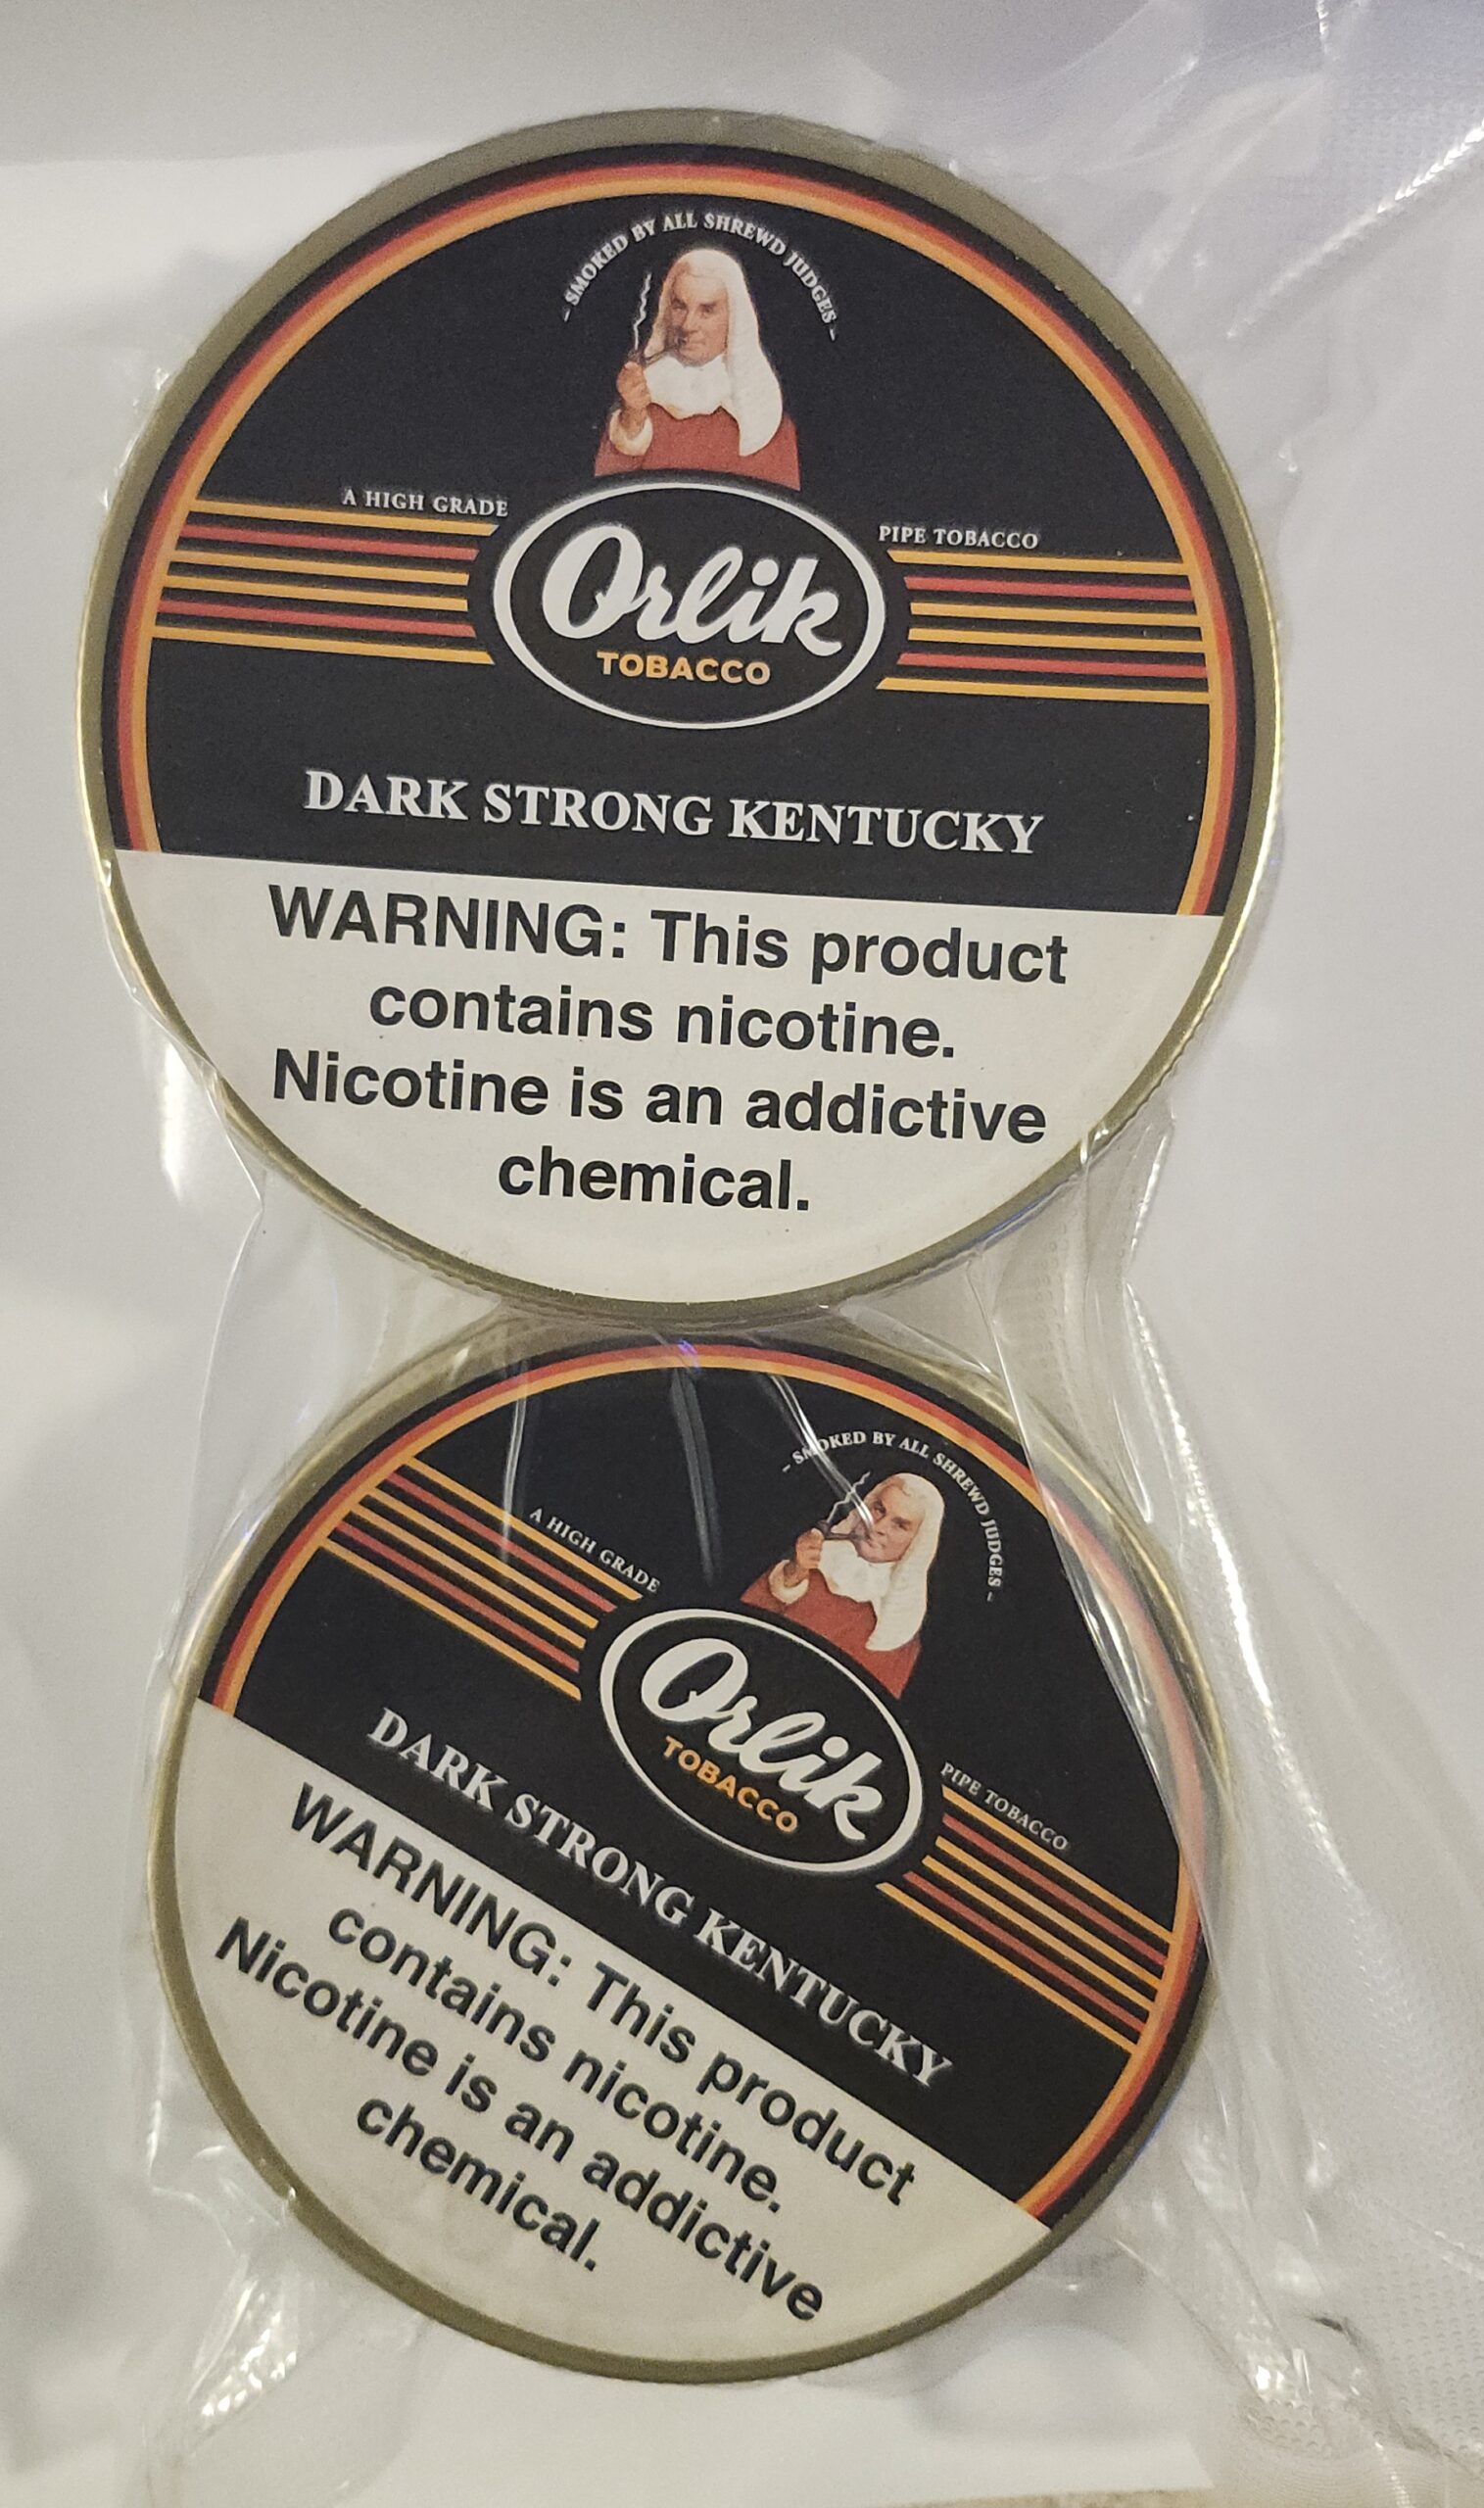 - SMOKED BY ALL SHREWD JUDGES -
A HIGH GRADE
PIPE TOBACCO
Orlik
TOBACCO
DARK STRONG KENTUCKY
WARNING: This product
contains nicotine.
Nicotine is an addictive
chemical.
- SMOKED BY ALL SHREWD JUDGES -
A HIGH GRADE
PIPE TOBACCO
Orlik
TOBACCO
DARK STRONG KENTUCKY
WARNING: This product
contains nicotine.
Nicotine is an addictive
chemical.